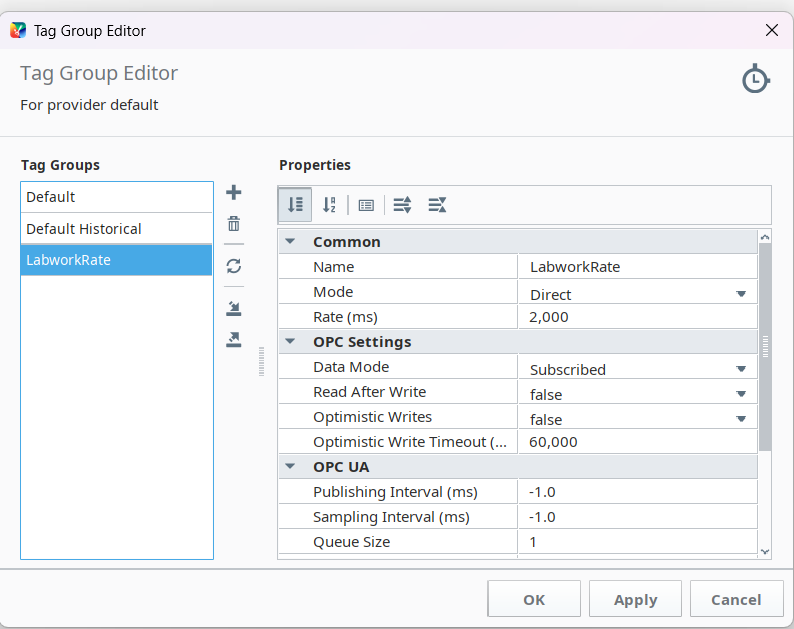 Tag Group Editor
Tag Group Editor
For provider default
Tag Groups
Default
Default Historical
LabworkRate
Properties
Common
Name LabworkRate
Mode Direct
Rate (ms) 2,000
OPC Settings
Data Mode Subscribed
Read After Write false
Optimistic Writes false
Optimistic Write Timeout (... 60,000
OPC UA
Publishing Interval (ms) -1.0
Sampling Interval (ms) -1.0
Queue Size 1
OK Apply Cancel